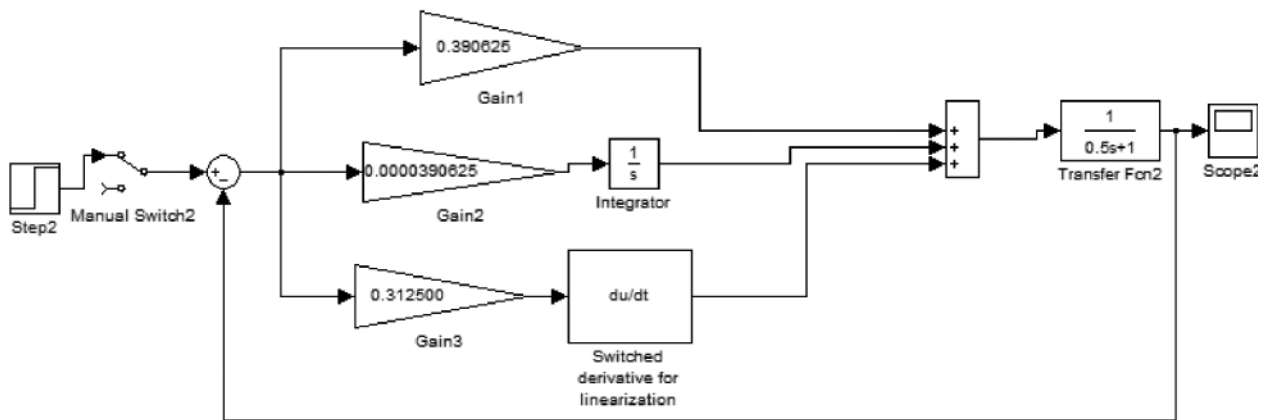 0.390625
Gain1
Step2
Manual Switch2
+
−
0.0000390625
Gain2
1
s
Integrator
0.312500
Gain3
du/dt
Switched
derivative for
linearization
+
+
+
1
0.5s+1
Transfer Fcn2
Scope2